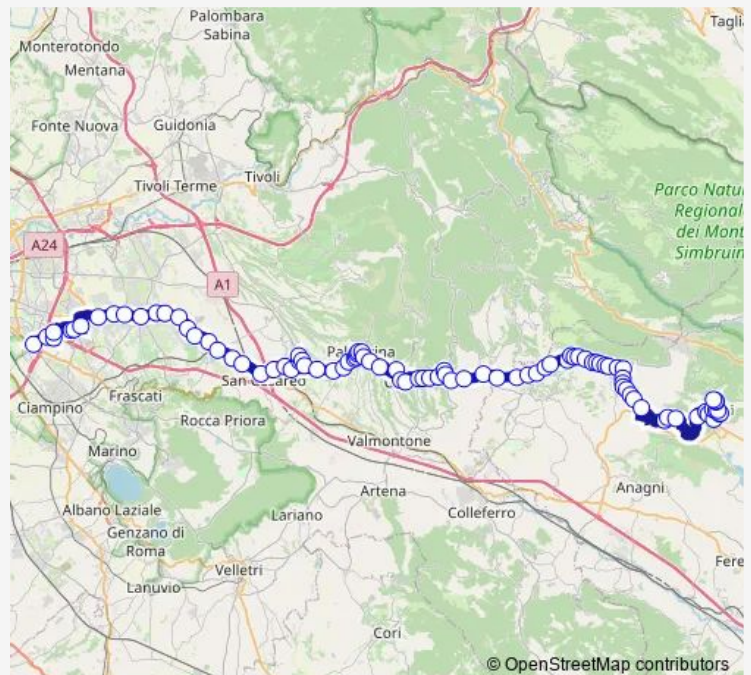 Palombara
Sabina
Taglia
Monterotondo
Mentana
Fonte Nuova
Guidonia
Tivoli Terme
Tivoli
Parco Natu
Regional
dei Mont
Simbruin
A24
A1
San Cesareo
Ciampino
Frascati
Rocca Priora
Marino
Valmontone
Albano Laziale
Artena
Anagni
Lariano
Colleferro
Genzano di
Roma
Velletri
Fere
Lanuvio
Cori
© OpenStreetMap contributors